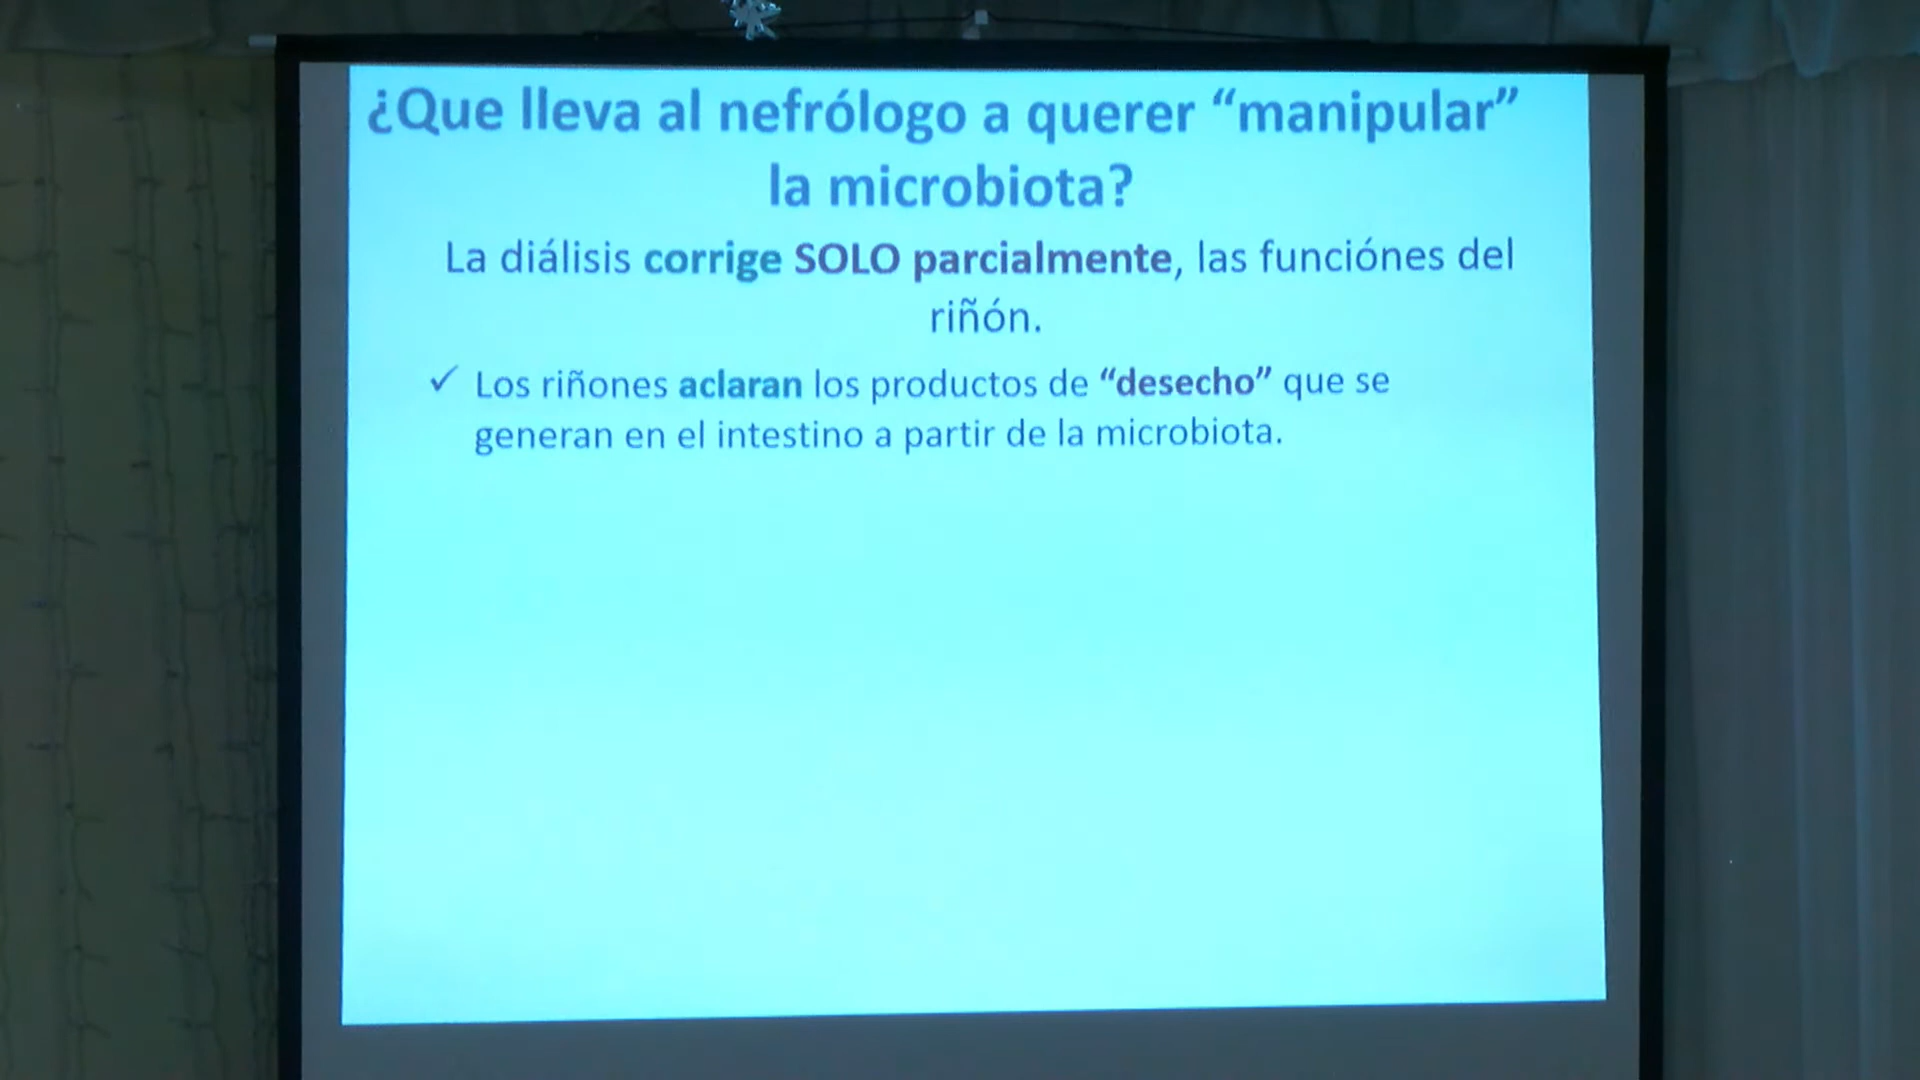 ¿Que lleva al nefrólogo a querer “manipular”
la microbiota?
La diálisis corrige SOLO parcialmente, las funciónes del
riñón.
✓ Los riñones aclaran los productos de “desecho” que se
generan en el intestino a partir de la microbiota.